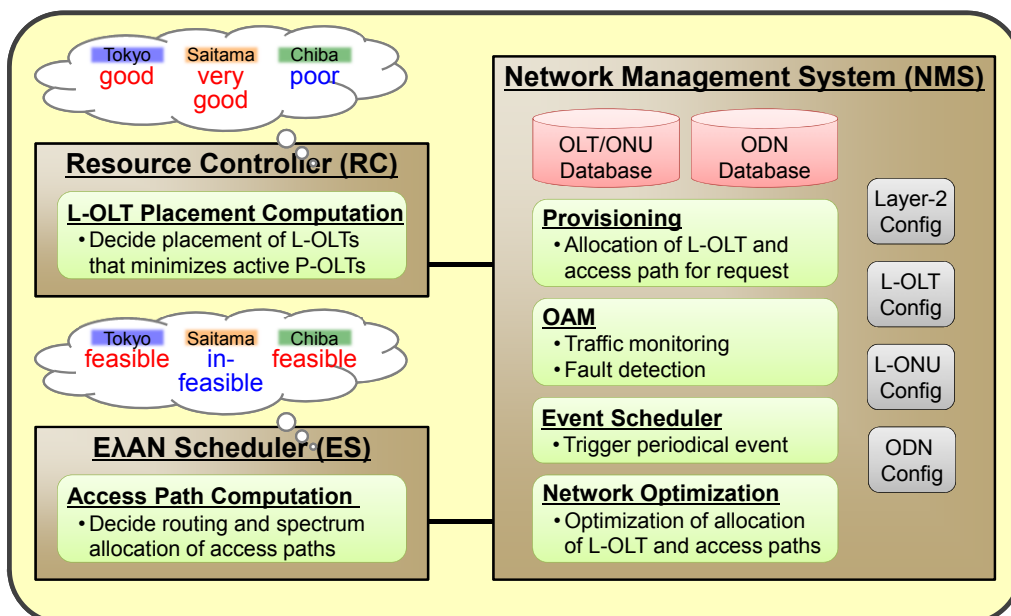 Tokyo Saitama Chiba
good very good poor
Resource Controller (RC)
L-OLT Placement Computation
• Decide placement of L-OLTs
that minimizes active P-OLTs
Tokyo Saitama Chiba
feasible in-feasible feasible
EλAN Scheduler (ES)
Access Path Computation
• Decide routing and spectrum
allocation of access paths
Network Management System (NMS)
OLT/ONU
Database
ODN
Database
Provisioning
• Allocation of L-OLT and
access path for request
OAM
• Traffic monitoring
• Fault detection
Event Scheduler
• Trigger periodical event
Network Optimization
• Optimization of allocation
of L-OLT and access paths
Layer-2
Config
L-OLT
Config
L-ONU
Config
ODN
Config